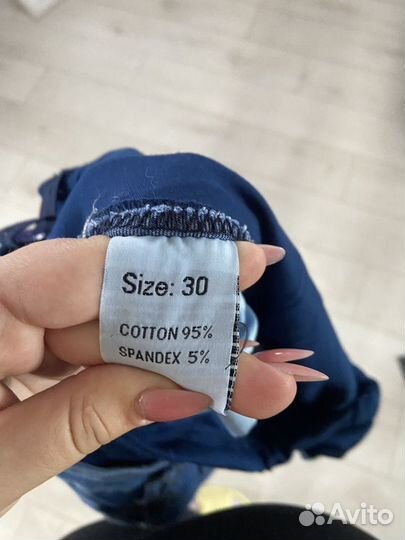 Size: 30
COTTON 95%
SPANDEX 5%
Avito